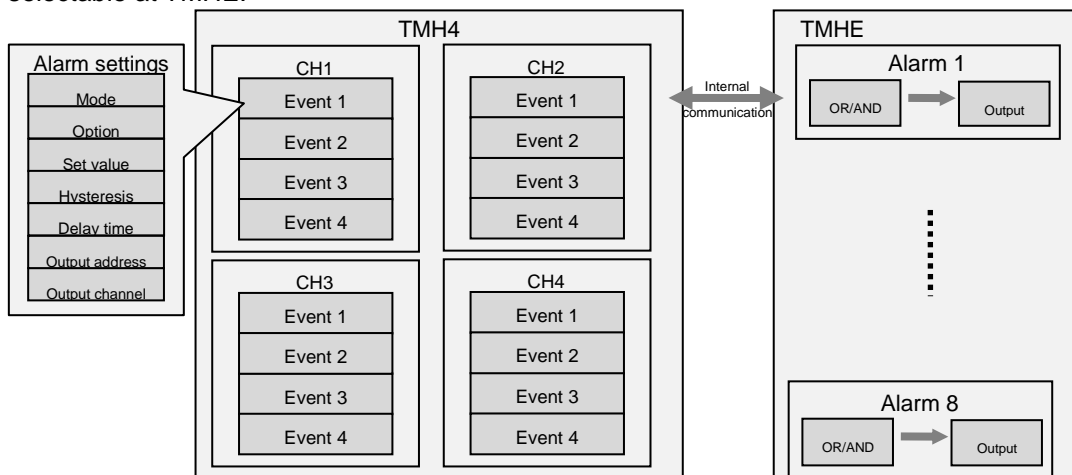 selectable at TMHE.
Alarm settings
Mode
Option
Set value
Hysteresis
Delay time
Output address
Output channel
TMH4
CH1
Event 1
Event 2
Event 3
Event 4
CH2
Event 1
Event 2
Event 3
Event 4
CH3
Event 1
Event 2
Event 3
Event 4
CH4
Event 1
Event 2
Event 3
Event 4
Internal
communication
TMHE
Alarm 1
OR/AND
Output
Alarm 8
OR/AND
Output